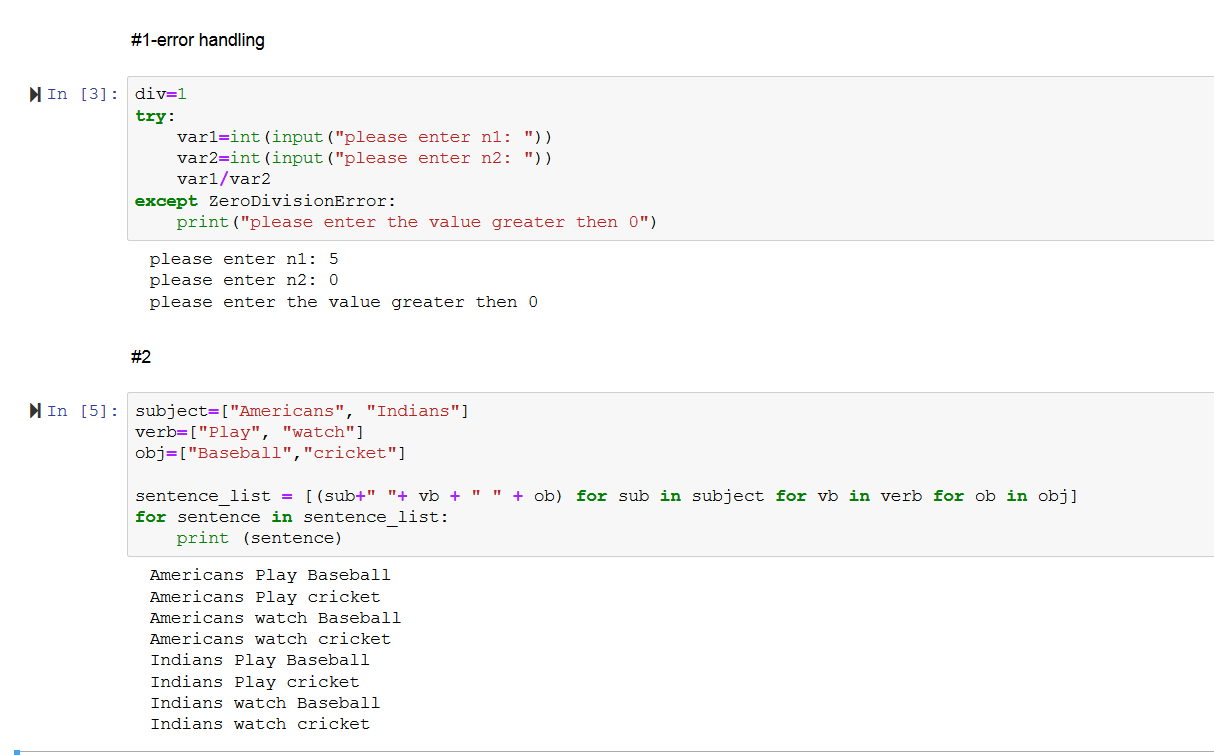 #1-error handling
In [3]: div=1
try:
    var1=int(input("please enter n1: "))
    var2=int(input("please enter n2: "))
    var1/var2
except ZeroDivisionError:
    print("please enter the value greater then 0")
please enter n1: 5
please enter n2: 0
please enter the value greater then 0
#2
In [5]: subject=["Americans", "Indians"]
verb=["Play", "watch"]
obj=["Baseball","cricket"]
sentence_list = [(sub+" "+ vb + " " + ob) for sub in subject for vb in verb for ob in obj]
for sentence in sentence_list:
    print (sentence)
Americans Play Baseball
Americans Play cricket
Americans watch Baseball
Americans watch cricket
Indians Play Baseball
Indians Play cricket
Indians watch Baseball
Indians watch cricket